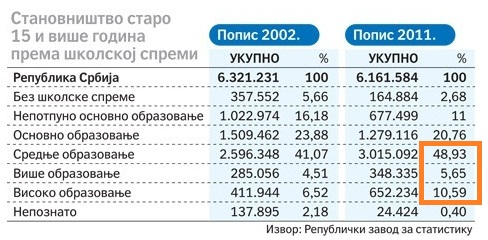 Становништво старо
15 и више година
према школској спреми
Попис 2002. Попис 2011.
УКУПНО % УКУПНО %
Република Србија 6.321.231 100 6.161.584 100
Без школске спреме 357.552 5,66 164.884 2,68
Непотпуно основно образовање 1.022.974 16,18 677.499 11
Основно образовање 1.509.462 23,88 1.279.116 20,76
Средње образовање 2.596.348 41,07 3.015.092 48,93
Више образовање 285.056 4,51 348.335 5,65
Високо образовање 411.944 6,52 652.234 10,59
Непознато 137.895 2,18 24.424 0,40
Извор: Републички завод за статистику